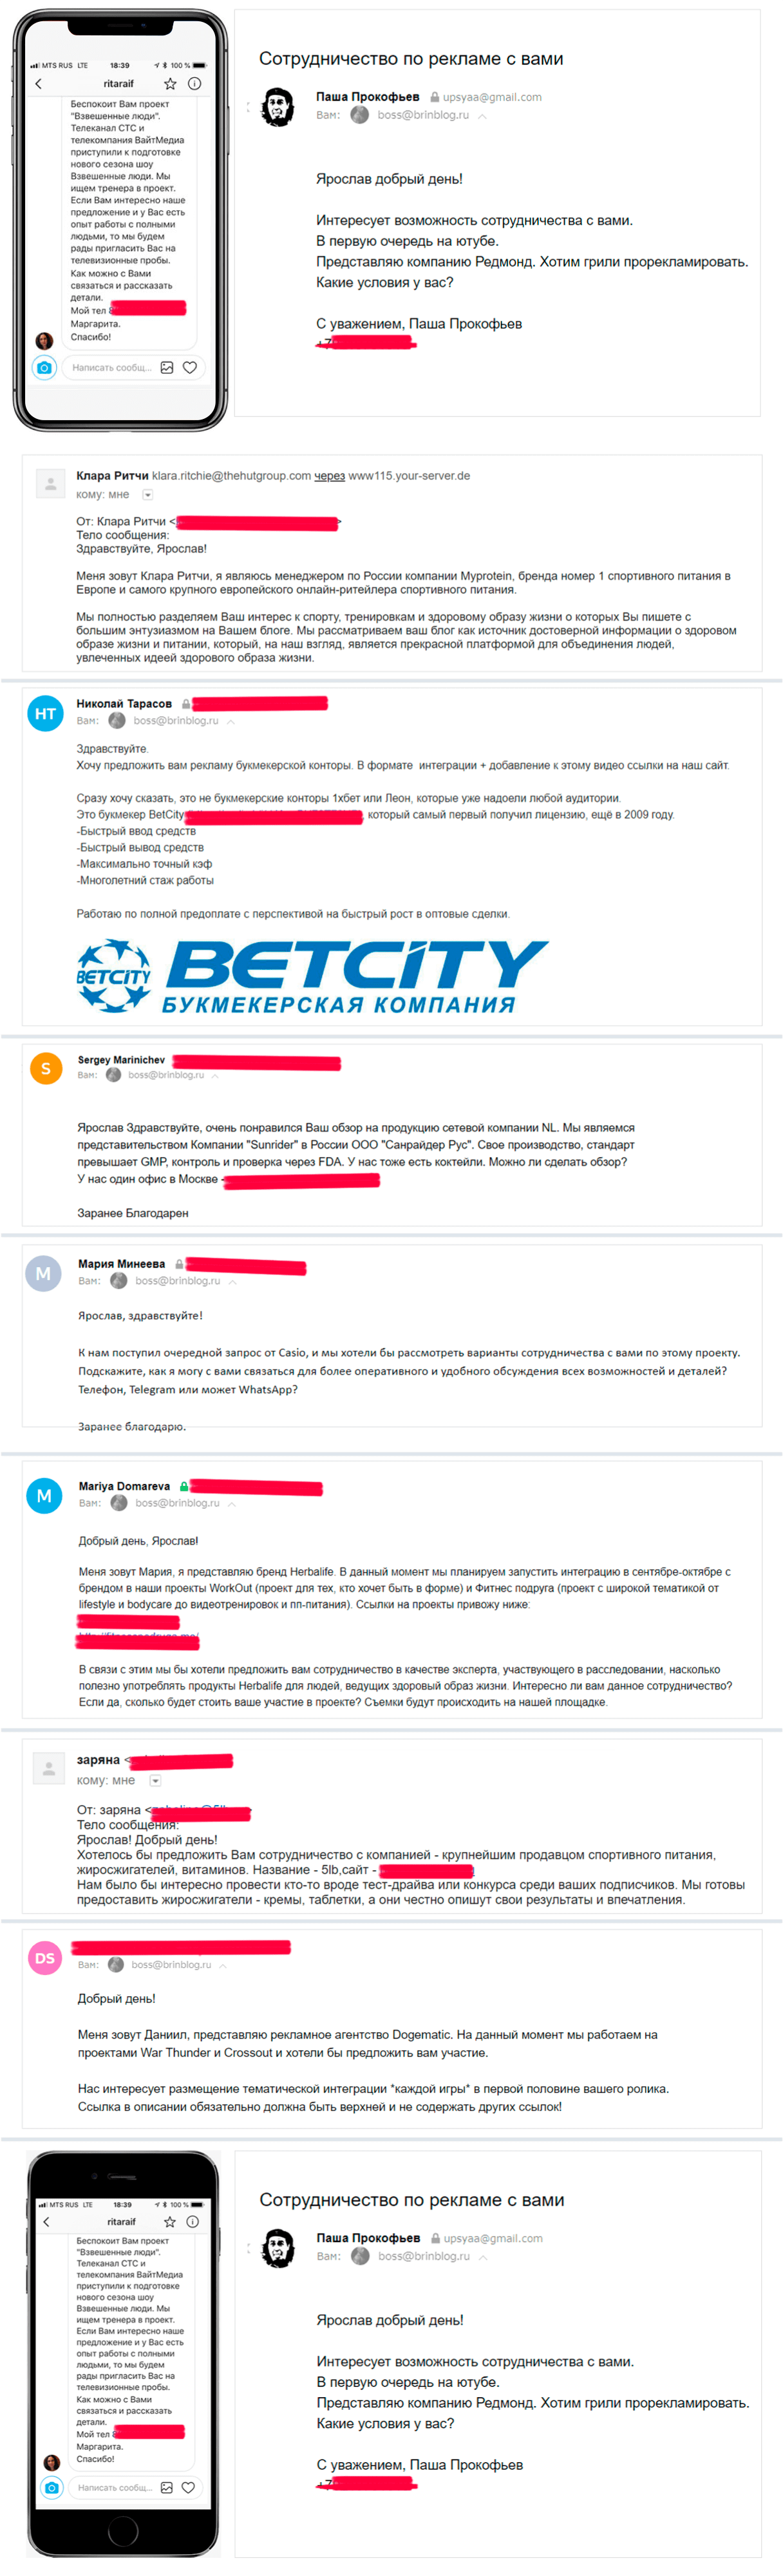 MTS RUS LTE 18:39 100 %
ritaraif
Беспокоит Вам проект
"Взвешенные люди".
Телеканал СТС и
телекомпания ВайтМедиа
приступили к подготовке
нового сезона шоу
Взвешенные люди. Мы
ищем тренера в проект.
Если Вам интересно наше
предложение и у Вас есть
опыт работы с полными
людьми, то мы будем
рады пригласить Вас на
телевизионные пробы.
Как можно с Вами
связаться и рассказать
детали.
Мой тел
Маргарита.
Спасибо!
Написать сообщ...
Сотрудничество по рекламе с вами
Паша Прокофьев upsyaa@gmail.com
Вам: boss@brinblog.ru
Ярослав добрый день!
Интересует возможность сотрудничества с вами.
В первую очередь на ютубе.
Представляю компанию Редмонд. Хотим грили прорекламировать.
Какие условия у вас?
С уважением, Паша Прокофьев
+7
Клара Ритчи klara.ritchie@thehutgroup.com через www115.your-server.de
кому: мне
От: Клара Ритчи <
Тело сообщения:
Здравствуйте, Ярослав!
Меня зовут Клара Ритчи, я являюсь менеджером по России компании Myprotein, бренда номер 1 спортивного питания в
Европе и самого крупного европейского онлайн-ритейлера спортивного питания.
Мы полностью разделяем Ваш интерес к спорту, тренировкам и здоровому образу жизни о которых Вы пишете с
большим энтузиазмом на Вашем блоге. Мы рассматриваем ваш блог как источник достоверной информации о здоровом
образе жизни и питании, который, на наш взгляд, является прекрасной платформой для объединения людей,
увлеченных идеей здорового образа жизни.
НТ
Николай Тарасов
Вам: boss@brinblog.ru
Здравствуйте.
Хочу предложить вам рекламу букмекерской конторы. В формате интеграции + добавление к этому видео ссылки на наш сайт.
Сразу хочу сказать, это не букмекерские конторы 1хбет или Леон, которые уже надоели любой аудитории.
Это букмекер BetCity , который самый первый получил лицензию, ещё в 2009 году.
-Быстрый ввод средств
-Быстрый вывод средств
-Максимально точный кэф
-Многолетний стаж работы
Работаю по полной предоплате с перспективой на быстрый рост в оптовые сделки.
BETCITY BETCITY
БУКМЕКЕРСКАЯ КОМПАНИЯ
S
Sergey Marinichev
Вам: boss@brinblog.ru
Ярослав Здравствуйте, очень понравился Ваш обзор на продукцию сетевой компании NL. Мы являемся
представительством Компании "Sunrider" в России ООО "Санрайдер Рус". Свое производство, стандарт
превышает GMP, контроль и проверка через FDA. У нас тоже есть коктейли. Можно ли сделать обзор?
У нас один офис в Москве -
Заранее Благодарен
М
Мария Минеева
Вам: boss@brinblog.ru
Ярослав, здравствуйте!
К нам поступил очередной запрос от Casio, и мы хотели бы рассмотреть варианты сотрудничества с вами по этому проекту.
Подскажите, как я могу с вами связаться для более оперативного и удобного обсуждения всех возможностей и деталей?
Телефон, Telegram или может WhatsApp?
Заранее благодарю.
M
Mariya Domareva
Вам: boss@brinblog.ru
Добрый день, Ярослав!
Меня зовут Мария, я представляю бренд Herbalife. В данный момент мы планируем запустить интеграцию в сентябре-октябре с
брендом в наши проекты WorkOut (проект для тех, кто хочет быть в форме) и Фитнес подруга (проект с широкой тематикой от
lifestyle и bodycare до видеотренировок и пп-питания). Ссылки на проекты привожу ниже:
В связи с этим мы бы хотели предложить вам сотрудничество в качестве эксперта, участвующего в расследовании, насколько
полезно употреблять продукты Herbalife для людей, ведущих здоровый образ жизни. Интересно ли вам данное сотрудничество?
Если да, сколько будет стоить ваше участие в проекте? Съемки будут происходить на нашей площадке.
заряна <
кому: мне
От: заряна <
Тело сообщения:
Ярослав! Добрый день!
Хотелось бы предложить Вам сотрудничество с компанией - крупнейшим продавцом спортивного питания,
жиросжигателей, витаминов. Название - 5lb,сайт -
Нам было бы интересно провести кто-то вроде тест-драйва или конкурса среди ваших подписчиков. Мы готовы
предоставить жиросжигатели - кремы, таблетки, а они честно опишут свои результаты и впечатления.
DS
Вам: boss@brinblog.ru
Добрый день!
Меня зовут Даниил, представляю рекламное агентство Dogematic. На данный момент мы работаем на
проектами War Thunder и Crossout и хотели бы предложить вам участие.
Нас интересует размещение тематической интеграции *каждой игры* в первой половине вашего ролика.
Ссылка в описании обязательно должна быть верхней и не содержать других ссылок!
MTS RUS LTE 18:39 100 %
ritaraif
Беспокоит Вам проект
"Взвешенные люди".
Телеканал СТС и
телекомпания ВайтМедиа
приступили к подготовке
нового сезона шоу
Взвешенные люди. Мы
ищем тренера в проект.
Если Вам интересно наше
предложение и у Вас есть
опыт работы с полными
людьми, то мы будем
рады пригласить Вас на
телевизионные пробы.
Как можно с Вами
связаться и рассказать
детали.
Мой тел
Маргарита.
Спасибо!
Написать сообщ...
Сотрудничество по рекламе с вами
Паша Прокофьев upsyaa@gmail.com
Вам: boss@brinblog.ru
Ярослав добрый день!
Интересует возможность сотрудничества с вами.
В первую очередь на ютубе.
Представляю компанию Редмонд. Хотим грили прорекламировать.
Какие условия у вас?
С уважением, Паша Прокофьев
+7